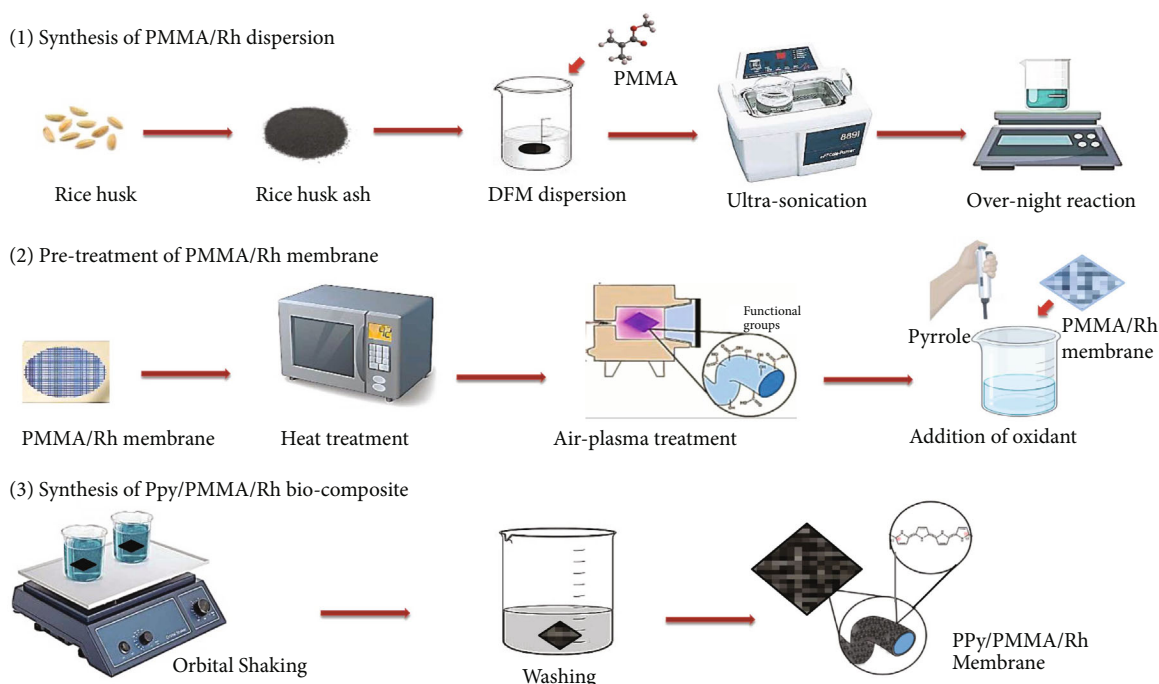 (1) Synthesis of PMMA/Rh dispersion
CH₃
O
O
CH₃
PMMA
8891
Rice husk
Rice husk ash
DFM dispersion
Ultra-sonication
Over-night reaction
(2) Pre-treatment of PMMA/Rh membrane
Functional
groups
Pyrrole
PMMA/Rh
membrane
PMMA/Rh membrane
Heat treatment
Air-plasma treatment
Addition of oxidant
(3) Synthesis of Ppy/PMMA/Rh bio-composite
Orbital Shaking
Washing
PPy/PMMA/Rh
Membrane